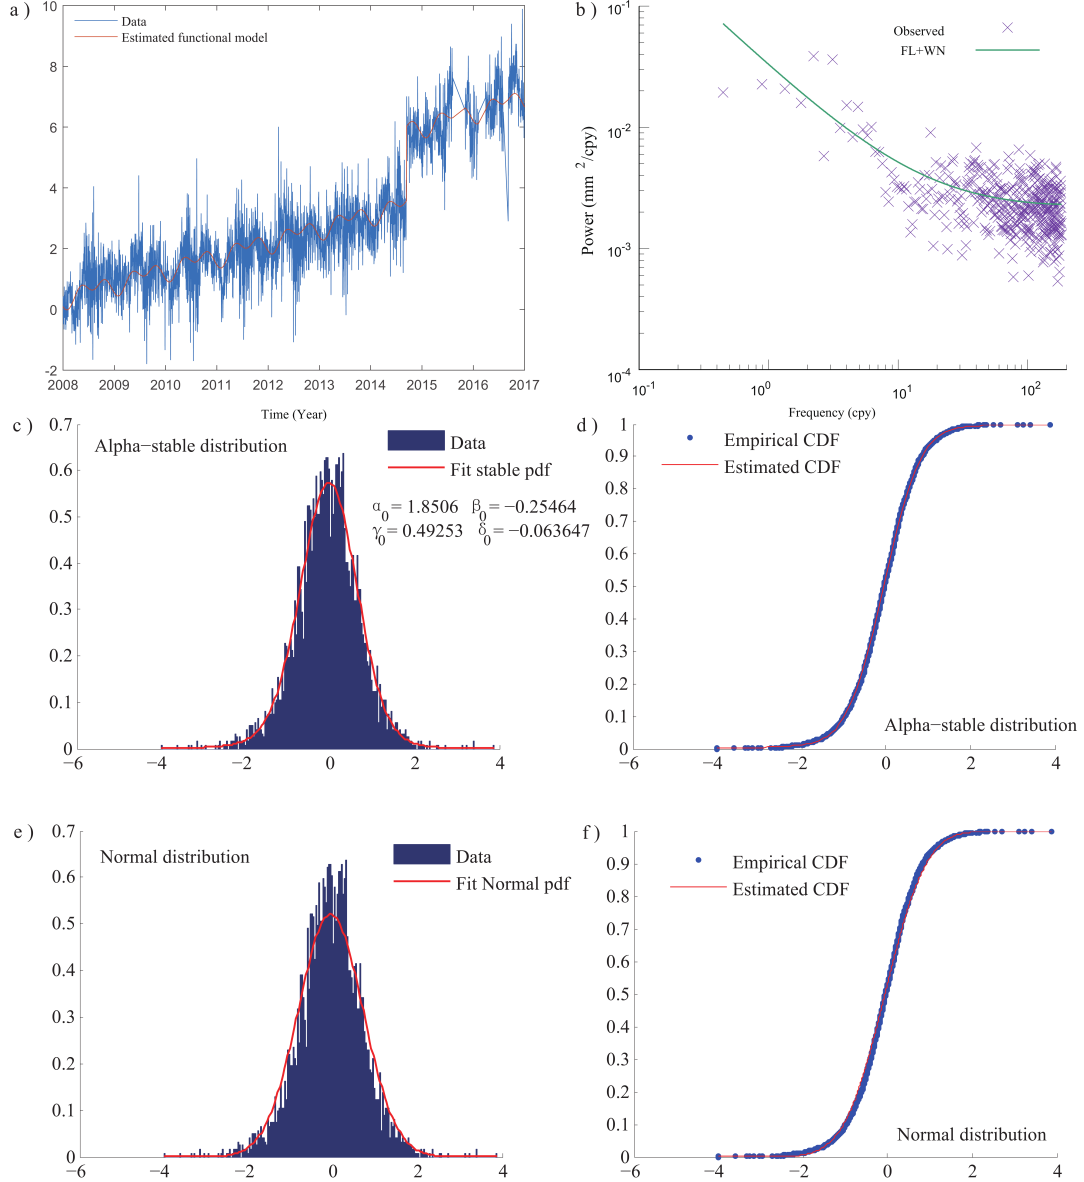 a )
10
8
6
4
2
0
-2
Data
Estimated functional model
2
2008 2009 2010 2011 2012 2013 2014 2015 2016 2017
Time (Year)
b )
10^-1
10^-2
10^-3
10^-4
Power (mm^2/cpy)
Observed
FL+WN
10^-1 10^0 10^1 10^2
Frequency (cpy)
c )
0.7
0.6
0.5
0.4
0.3
0.2
0.1
0
Alpha−stable distribution
Data
Fit stable pdf
α_0 = 1.8506 β_0 = −0.25464
γ_0 = 0.49253 δ_0 = −0.063647
−6 −4 −2 0 2 4
d )
1
0.9
0.8
0.7
0.6
0.5
0.4
0.3
0.2
0.1
0
Empirical CDF
Estimated CDF
Alpha−stable distribution
−6 −4 −2 0 2 4
e )
0.7
0.6
0.5
0.4
0.3
0.2
0.1
0
Normal distribution
Data
Fit Normal pdf
−6 −4 −2 0 2 4
f )
1
0.9
0.8
0.7
0.6
0.5
0.4
0.3
0.2
0.1
0
Empirical CDF
Estimated CDF
Normal distribution
−6 −4 −2 0 2 4